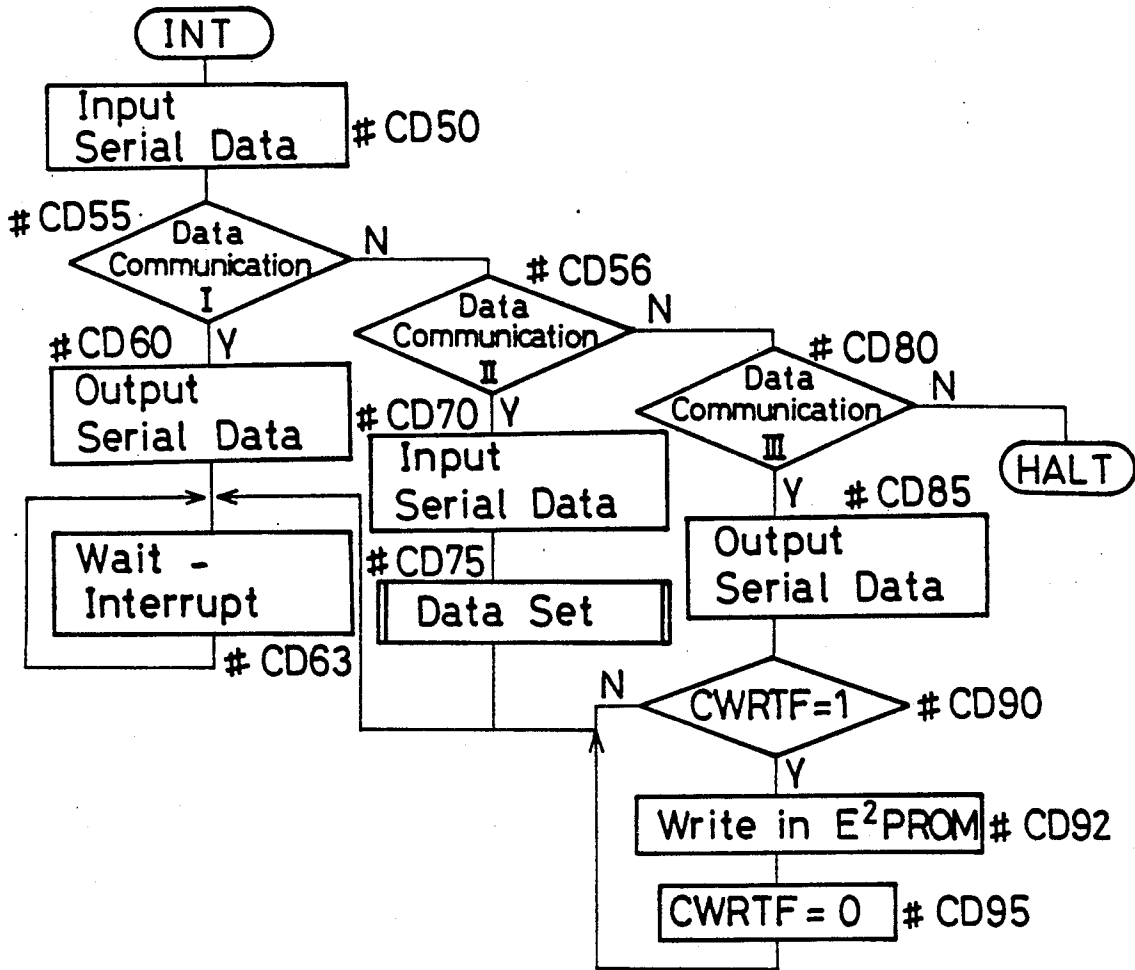 INT
Input
Serial Data
# CD50
# CD55
Data
Communication
I
N
# CD56
Data
Communication
II
N
# CD60
Y
Output
Serial Data
# CD80
Data
Communication
III
N
HALT
# CD70
Y
Input
Serial Data
Y
# CD85
Output
Serial Data
Wait -
Interrupt
# CD63
# CD75
Data Set
N
CWRTF=1
# CD90
Y
Write in E²PROM
# CD92
CWRTF = 0
# CD95